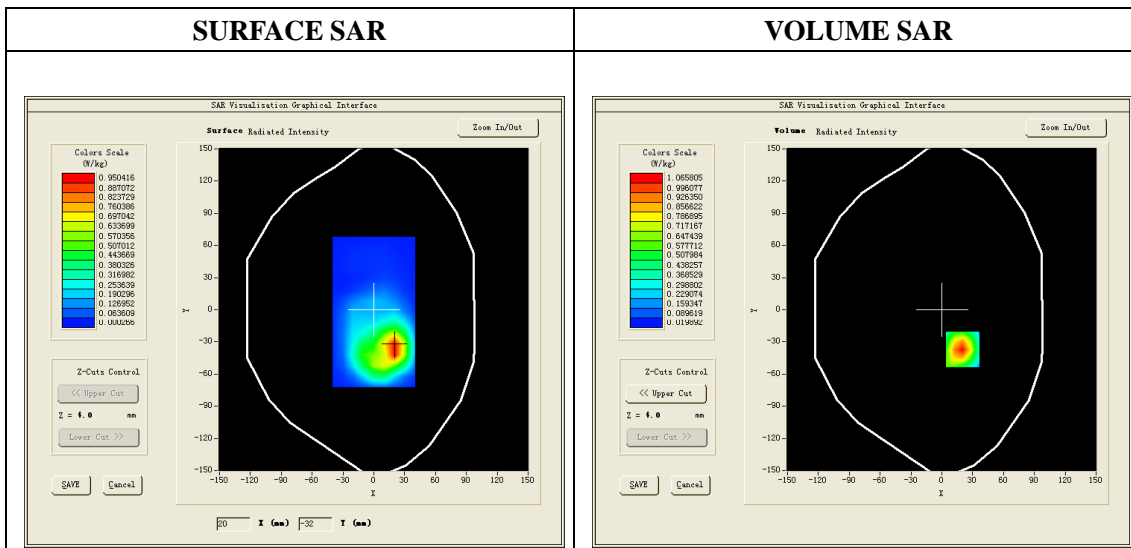 SURFACE SAR
VOLUME SAR
SAR Visualisation Graphical Interface
Surface Radiated Intensity
Zoom In/Out
Colors Scale
(W/kg)
0.950416
0.887072
0.823729
0.760386
0.697042
0.633699
0.570356
0.507012
0.443669
0.380326
0.316982
0.253639
0.190296
0.126952
0.063609
0.000266
150
120
90
60
30
0
-30
-60
-90
-120
-150
Y
-150 -120 -90 -60 -30 0 30 60 90 120 150
X
Z-Cuts Control
<< Upper Cut
Z = 4.0 mm
Lower Cut >>
SAVE Cancel
20 X (mm) -32 Y (mm)
SAR Visualisation Graphical Interface
Volume Radiated Intensity
Zoom In/Out
Colors Scale
(W/kg)
1.065805
0.996077
0.926350
0.856622
0.786895
0.717167
0.647439
0.577712
0.507984
0.438257
0.368529
0.298802
0.229074
0.159347
0.089619
0.019892
150
120
90
60
30
0
-30
-60
-90
-120
-150
Y
-150 -120 -90 -60 -30 0 30 60 90 120 150
X
Z-Cuts Control
<< Upper Cut
Z = 4.0 mm
Lower Cut >>
SAVE Cancel